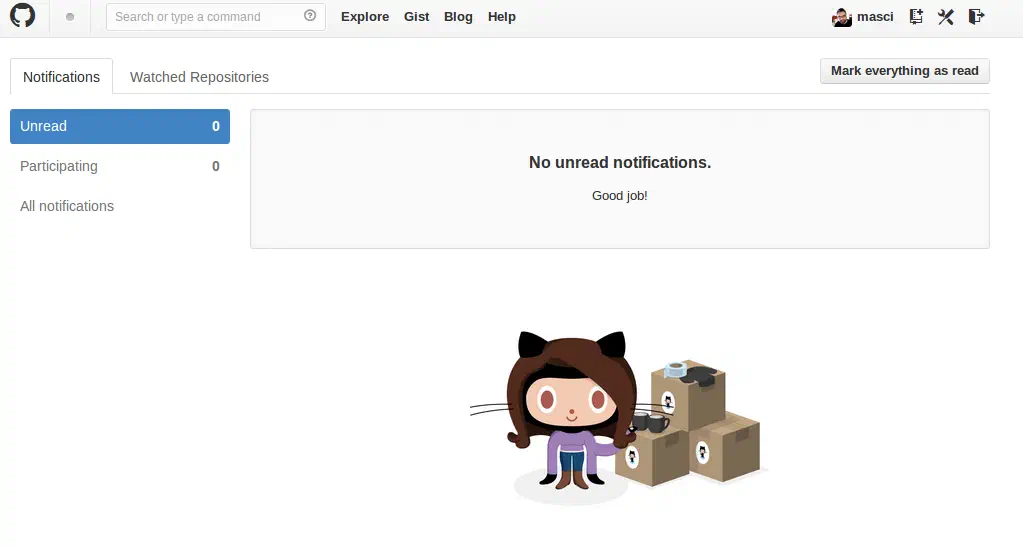 Search or type a command
Explore Gist Blog Help
masci
Notifications
Watched Repositories
Mark everything as read
Unread 0
Participating 0
All notifications
No unread notifications.
Good job!